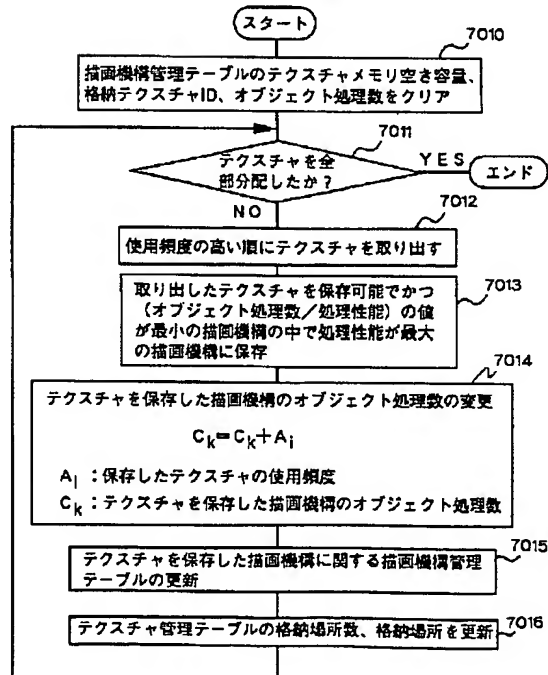 スタート
7010
描画機構管理テーブルのテクスチャメモリ空き容量、
格納テクスチャID、オブジェクト処理数をクリア
7011
テクスチャを全
部分配したか？
YES
エンド
NO
7012
使用頻度の高い順にテクスチャを取り出す
7013
取り出したテクスチャを保存可能でかつ
（オブジェクト処理数／処理性能）の値
が最小の描画機構の中で処理性能が最大
の描画機構に保存
7014
テクスチャを保存した描画機構のオブジェクト処理数の変更
Ck=Ck+Ai
Ai：保存したテクスチャの使用頻度
Ck：テクスチャを保存した描画機構のオブジェクト処理数
7015
テクスチャを保存した描画機構に関する描画機構管理
テーブルの更新
7016
テクスチャ管理テーブルの格納場所数、格納場所を更新